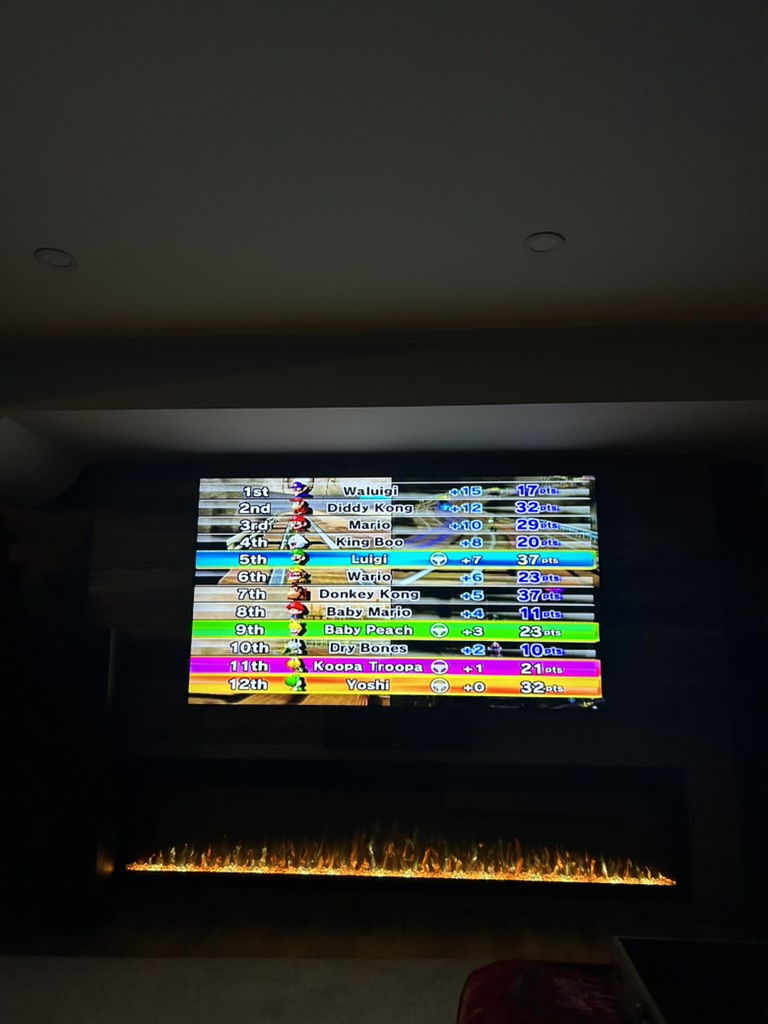 1st Waluigi +15 17pts
2nd Diddy Kong +12 32pts
3rd Mario +10 29pts
4th King Boo +8 20pts
5th Luigi +7 37pts
6th Wario +6 23pts
7th Donkey Kong +5 37pts
8th Baby Mario +4 11pts
9th Baby Peach +3 23pts
10th Dry Bones +2 10pts
11th Koopa Troopa +1 21pts
12th Yoshi +0 32pts